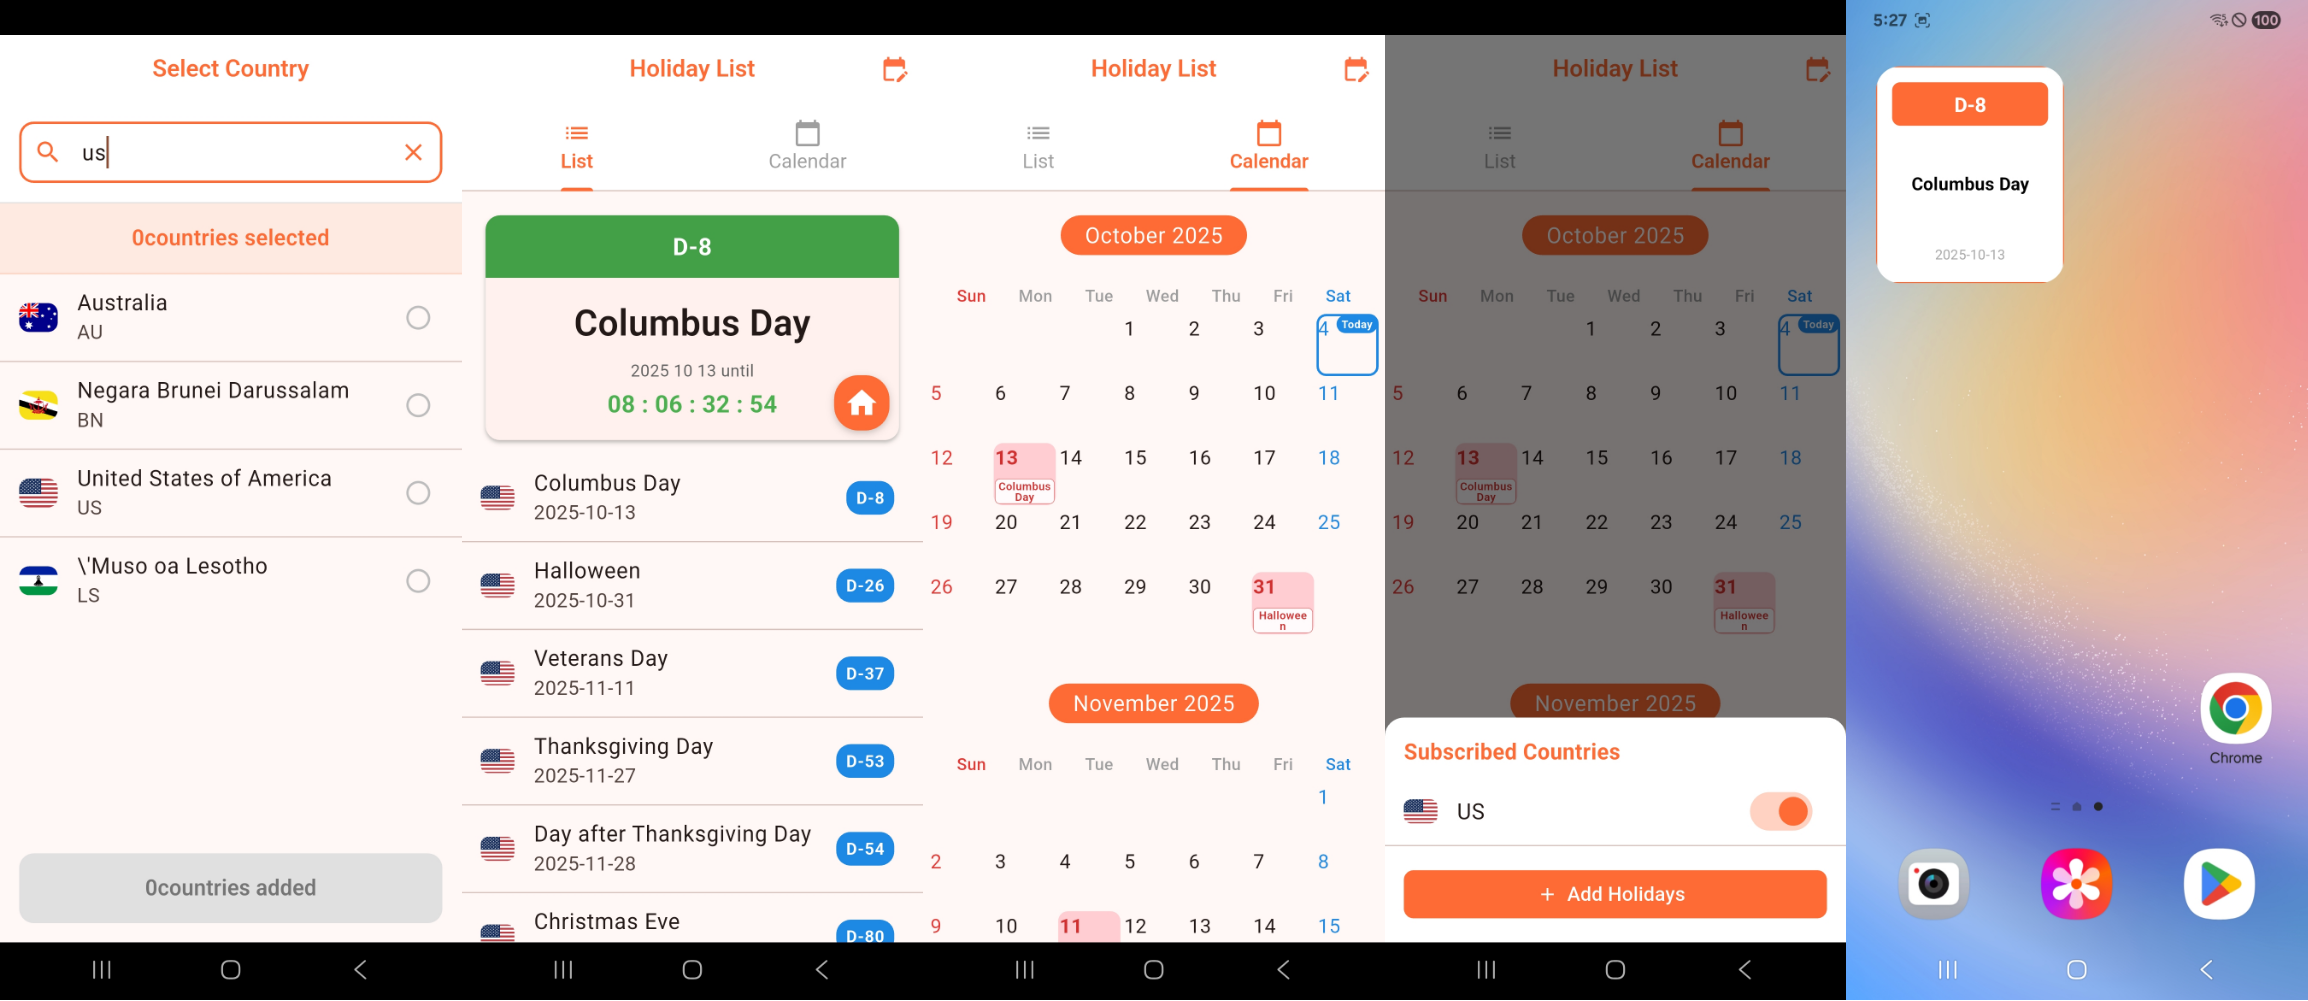 Select Country
us
0countries selected
Australia
AU
Negara Brunei Darussalam
BN
United States of America
US
\'Muso oa Lesotho
LS
0countries added
Holiday List
List
Calendar
D-8
Columbus Day
2025 10 13 until
08 : 06 : 32 : 54
Columbus Day
2025-10-13
D-8
Halloween
2025-10-31
D-26
Veterans Day
2025-11-11
D-37
Thanksgiving Day
2025-11-27
D-53
Day after Thanksgiving Day
2025-11-28
D-54
Christmas Eve
D-80
Holiday List
List
Calendar
October 2025
Sun Mon Tue Wed Thu Fri Sat
1 2 3 4 Today
5 6 7 8 9 10 11
12 13 14 15 16 17 18
Columbus
Day
19 20 21 22 23 24 25
26 27 28 29 30 31
Hallowee
n
November 2025
Sun Mon Tue Wed Thu Fri Sat
1
2 3 4 5 6 7 8
9 10 11 12 13 14 15
Holiday List
List
Calendar
October 2025
Sun Mon Tue Wed Thu Fri Sat
1 2 3 4 Today
5 6 7 8 9 10 11
12 13 14 15 16 17 18
Columbus
Day
19 20 21 22 23 24 25
26 27 28 29 30 31
Hallowee
n
November 2025
Subscribed Countries
US
+ Add Holidays
5:27
100
D-8
Columbus Day
2025-10-13
Chrome